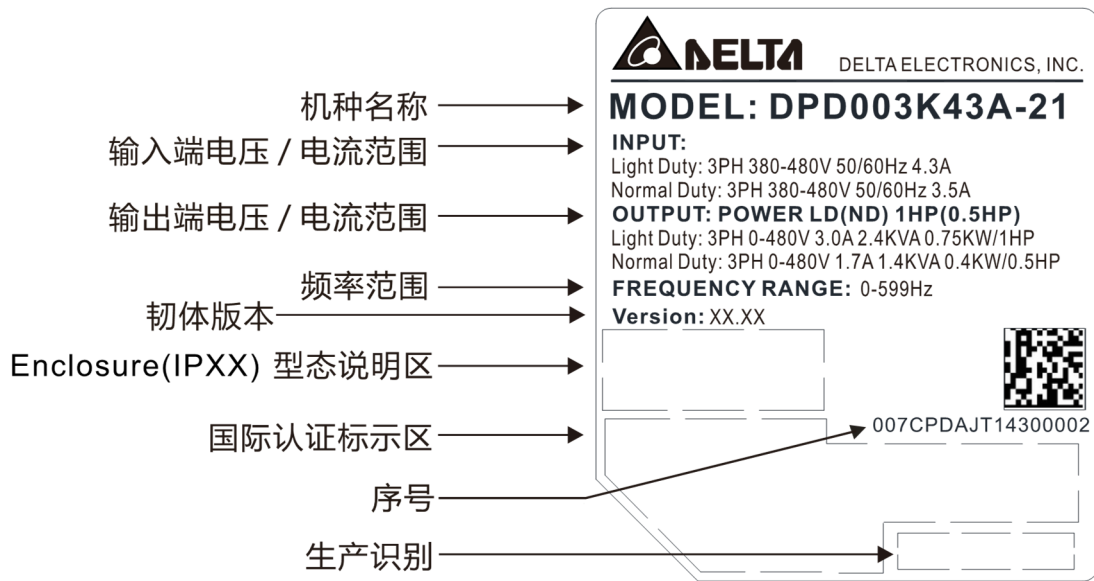 DELTA
DELTA ELECTRONICS, INC.
机种名称
MODEL: DPD003K43A-21
输入端电压 / 电流范围
INPUT:
Light Duty: 3PH 380-480V 50/60Hz 4.3A
Normal Duty: 3PH 380-480V 50/60Hz 3.5A
输出端电压 / 电流范围
OUTPUT: POWER LD(ND) 1HP(0.5HP)
Light Duty: 3PH 0-480V 3.0A 2.4KVA 0.75KW/1HP
Normal Duty: 3PH 0-480V 1.7A 1.4KVA 0.4KW/0.5HP
频率范围
FREQUENCY RANGE: 0-599Hz
韧体版本
Version: XX.XX
Enclosure(IPXX) 型态说明区
国际认证标示区
007CPDAJT14300002
序号
生产识别